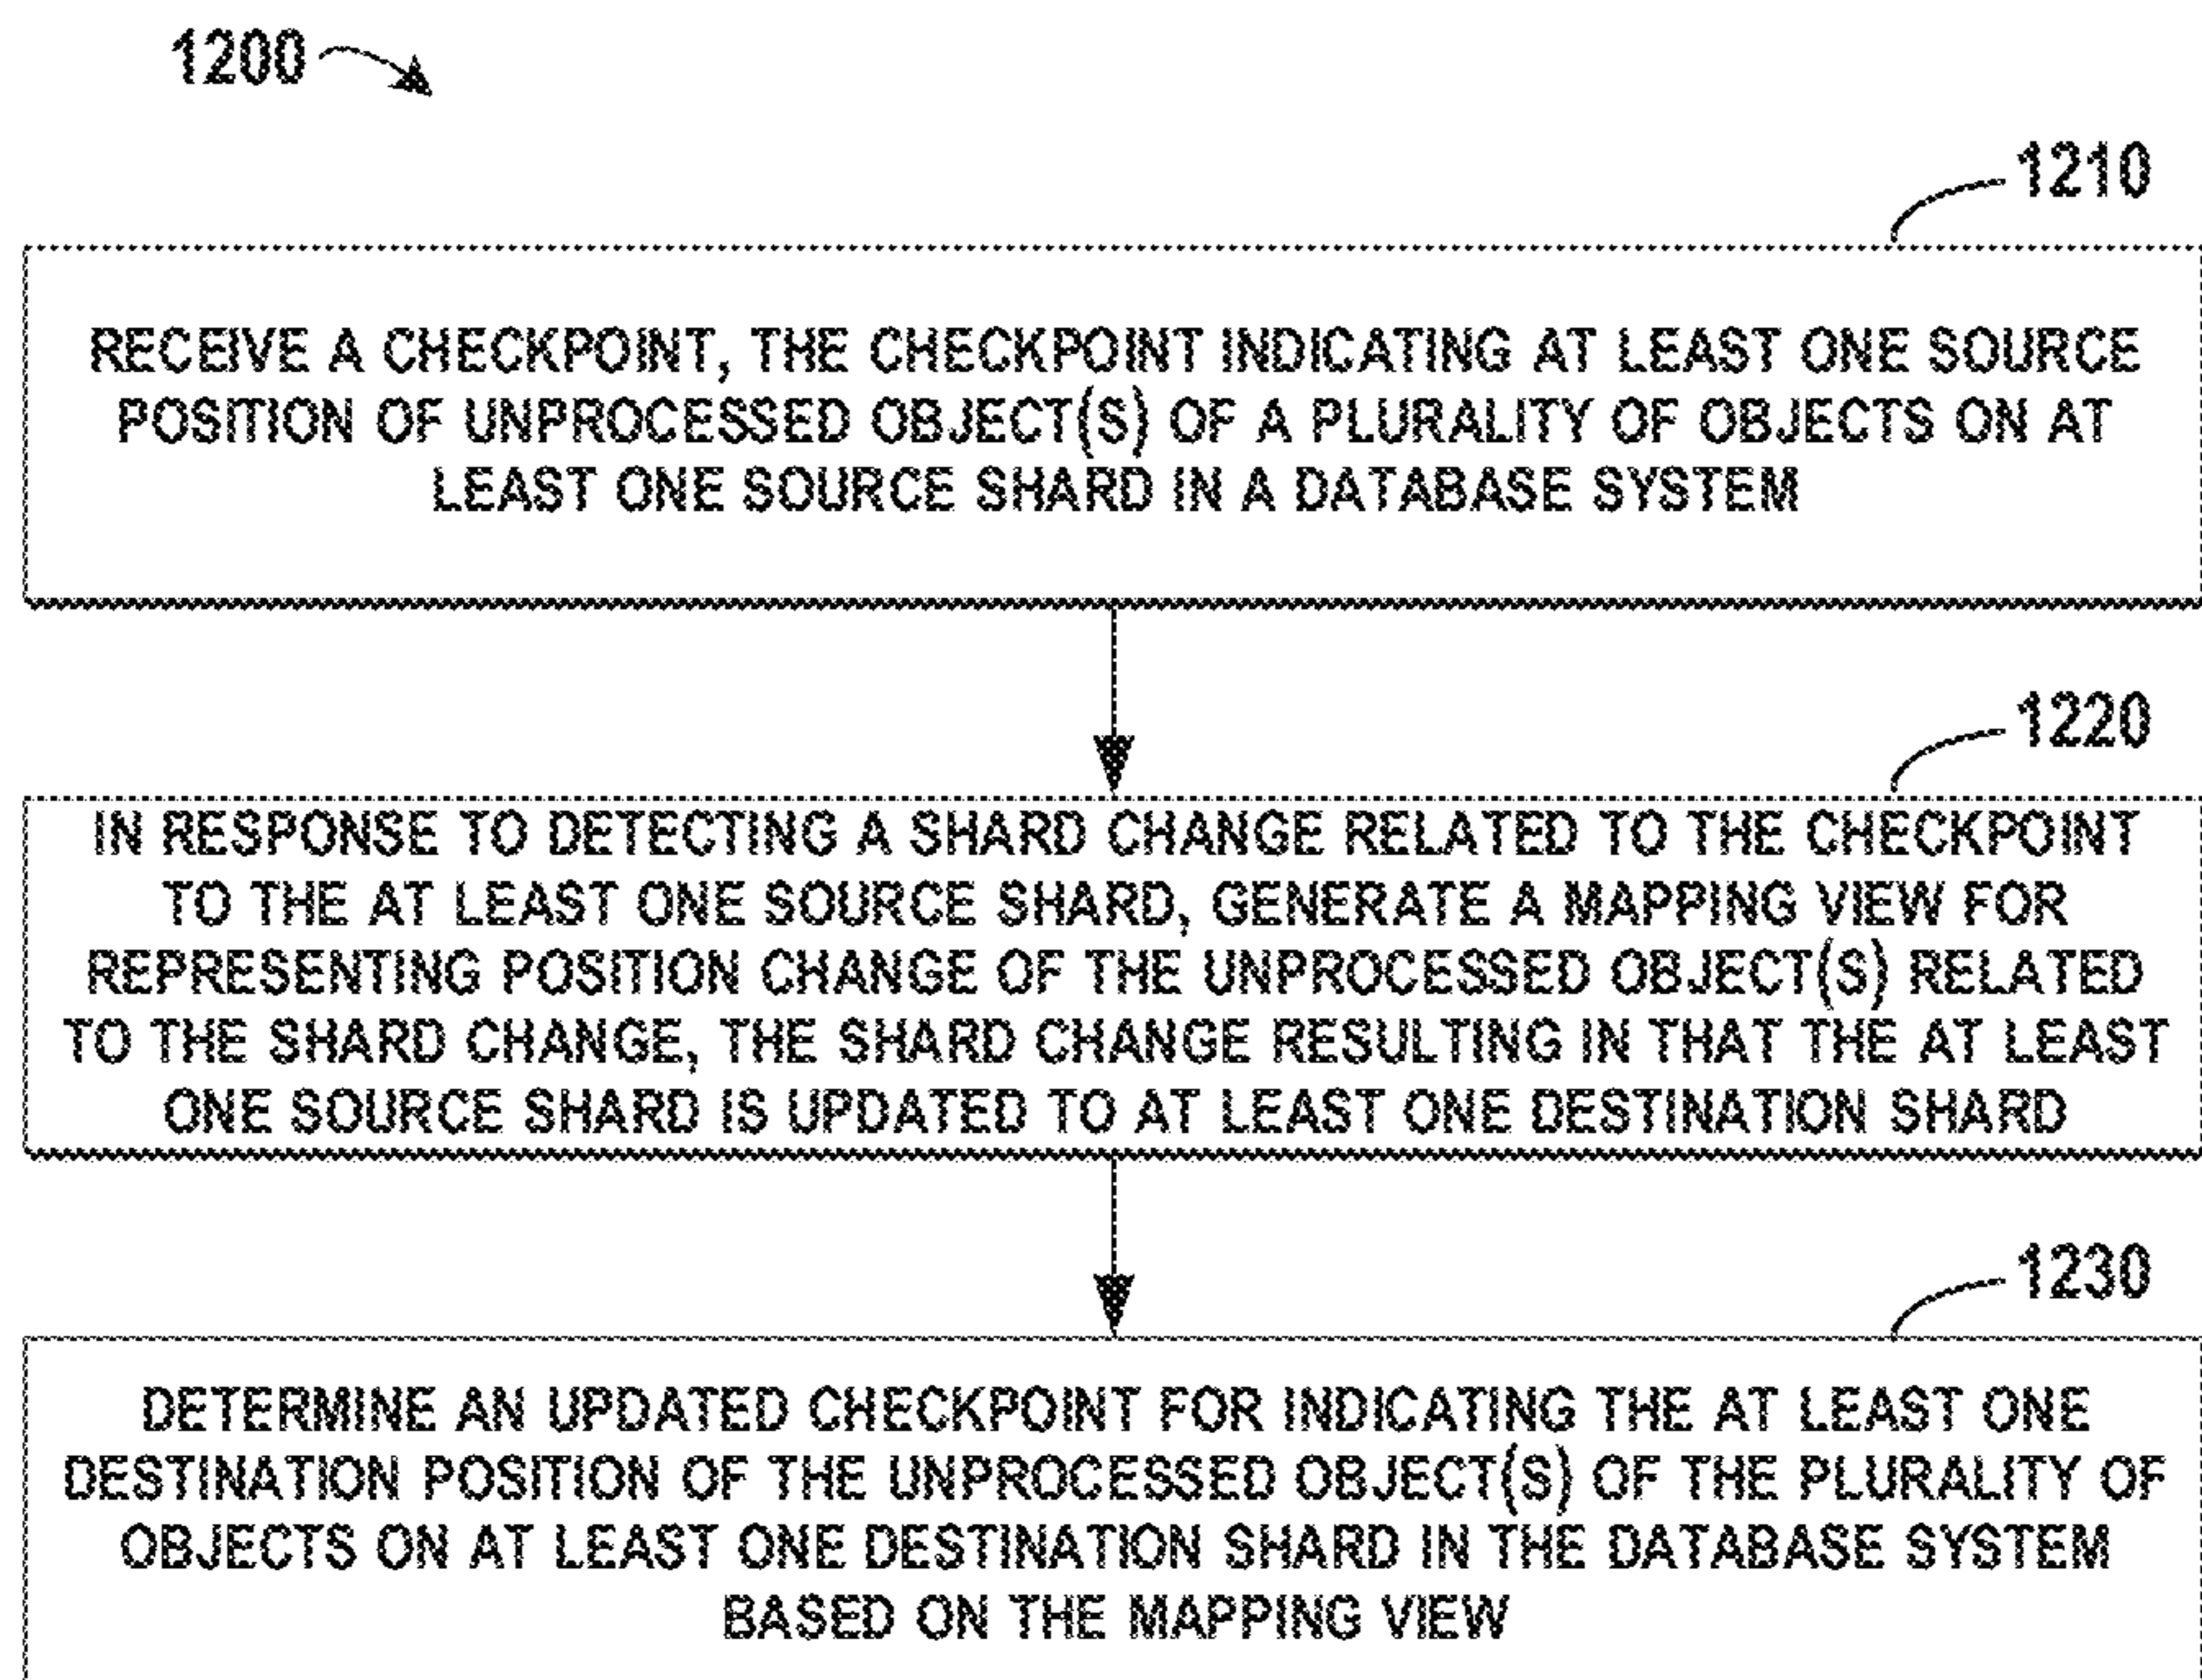 1200
1210
RECEIVE A CHECKPOINT, THE CHECKPOINT INDICATING AT LEAST ONE SOURCE
POSITION OF UNPROCESSED OBJECT(S) OF A PLURALITY OF OBJECTS ON AT
LEAST ONE SOURCE SHARD IN A DATABASE SYSTEM
1220
IN RESPONSE TO DETECTING A SHARD CHANGE RELATED TO THE CHECKPOINT
TO THE AT LEAST ONE SOURCE SHARD, GENERATE A MAPPING VIEW FOR
REPRESENTING POSITION CHANGE OF THE UNPROCESSED OBJECT(S) RELATED
TO THE SHARD CHANGE, THE SHARD CHANGE RESULTING IN THAT THE AT LEAST
ONE SOURCE SHARD IS UPDATED TO AT LEAST ONE DESTINATION SHARD
1230
DETERMINE AN UPDATED CHECKPOINT FOR INDICATING THE AT LEAST ONE
DESTINATION POSITION OF THE UNPROCESSED OBJECT(S) OF THE PLURALITY OF
OBJECTS ON AT LEAST ONE DESTINATION SHARD IN THE DATABASE SYSTEM
BASED ON THE MAPPING VIEW